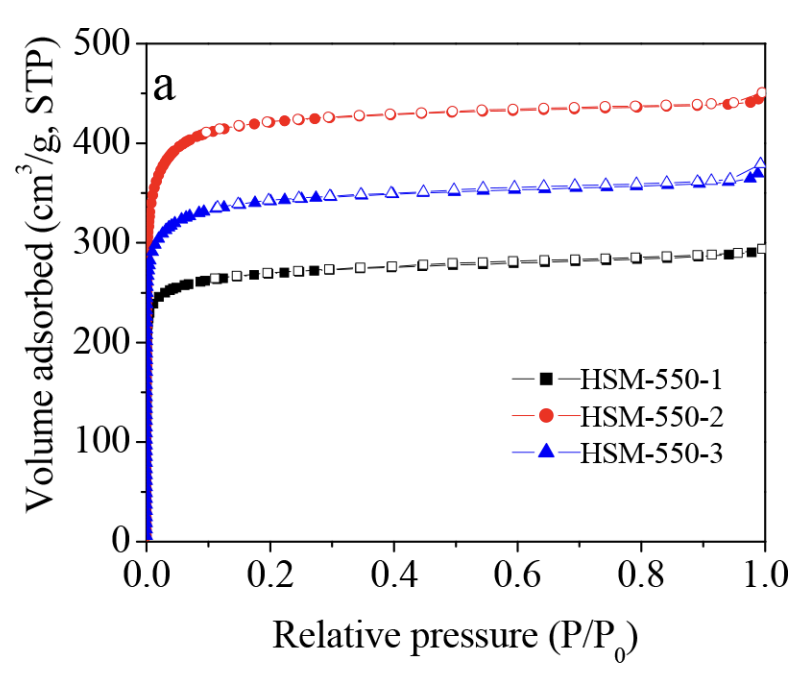 a
Volume adsorbed (cm³/g, STP)
500
400
300
200
100
0
HSM-550-1
HSM-550-2
HSM-550-3
0.0 0.2 0.4 0.6 0.8 1.0
Relative pressure (P/P₀)